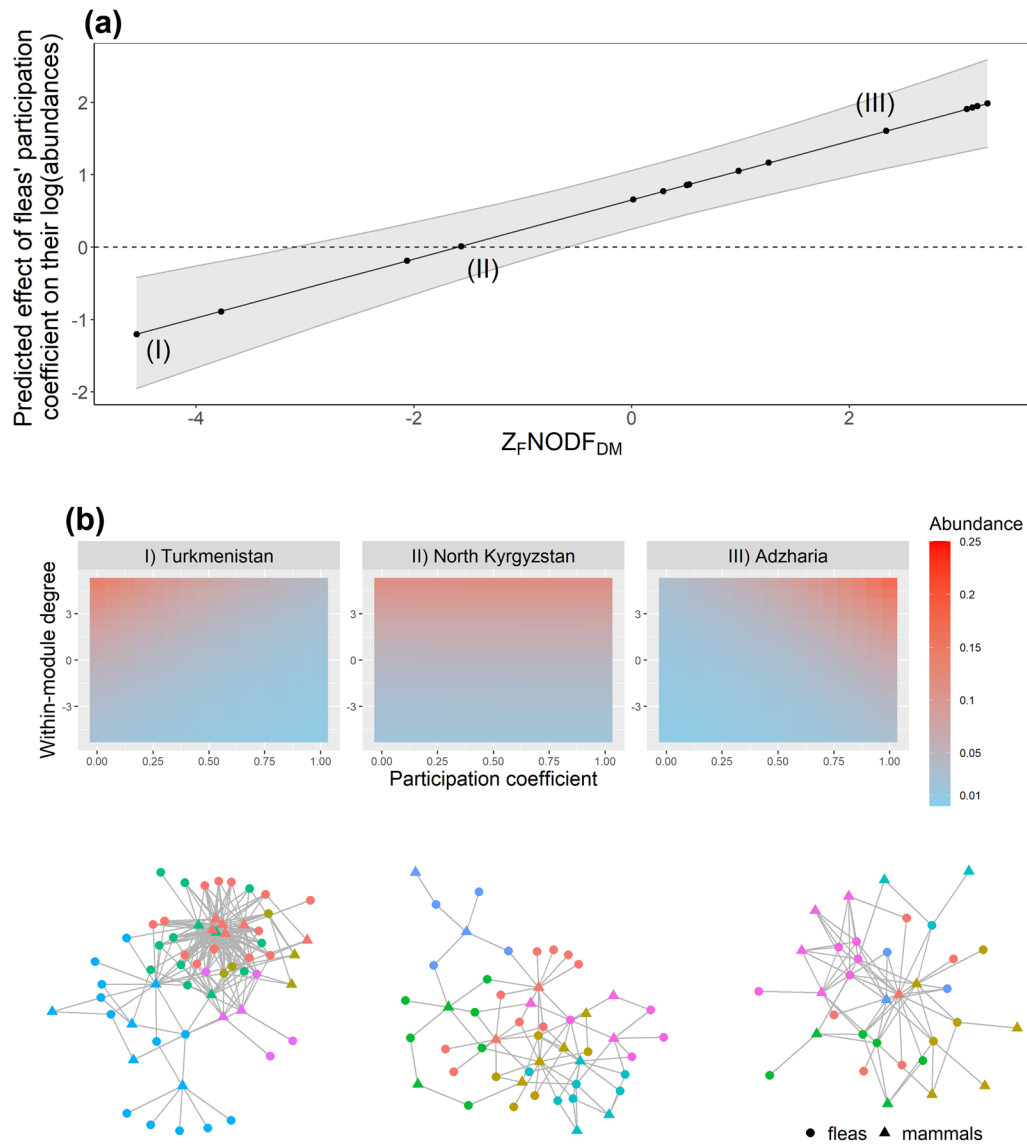 (a)
Predicted effect of fleas' participation
coefficient on their log(abundances)
2
1
0
-1
-2
(I)
(II)
(III)
-4
-2
0
2
Z_FNODF_DM
(b)
I) Turkmenistan
II) North Kyrgyzstan
III) Adzharia
Within-module degree
3
0
-3
3
0
-3
3
0
-3
0.00
0.25
0.50
0.75
1.00
0.00
0.25
0.50
0.75
1.00
0.00
0.25
0.50
0.75
1.00
Participation coefficient
Abundance
0.25
0.20
0.15
0.10
0.05
0.01
fleas
mammals